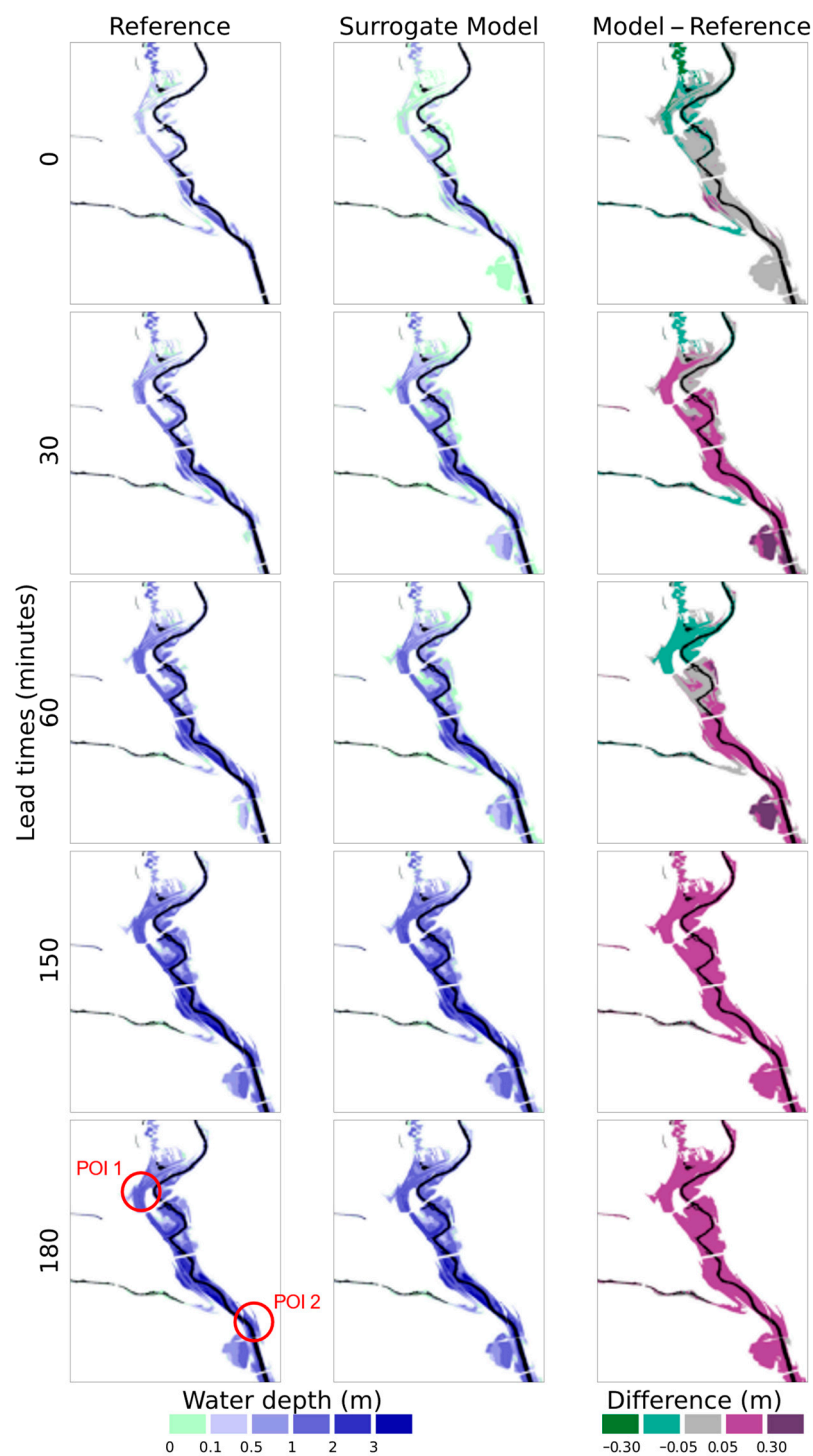 Reference Surrogate Model Model – Reference
0
30
Lead times (minutes)
60
150
180
POI 1
POI 2
Water depth (m) Difference (m)
0 0.1 0.5 1 2 3 −0.30 −0.05 0.05 0.30